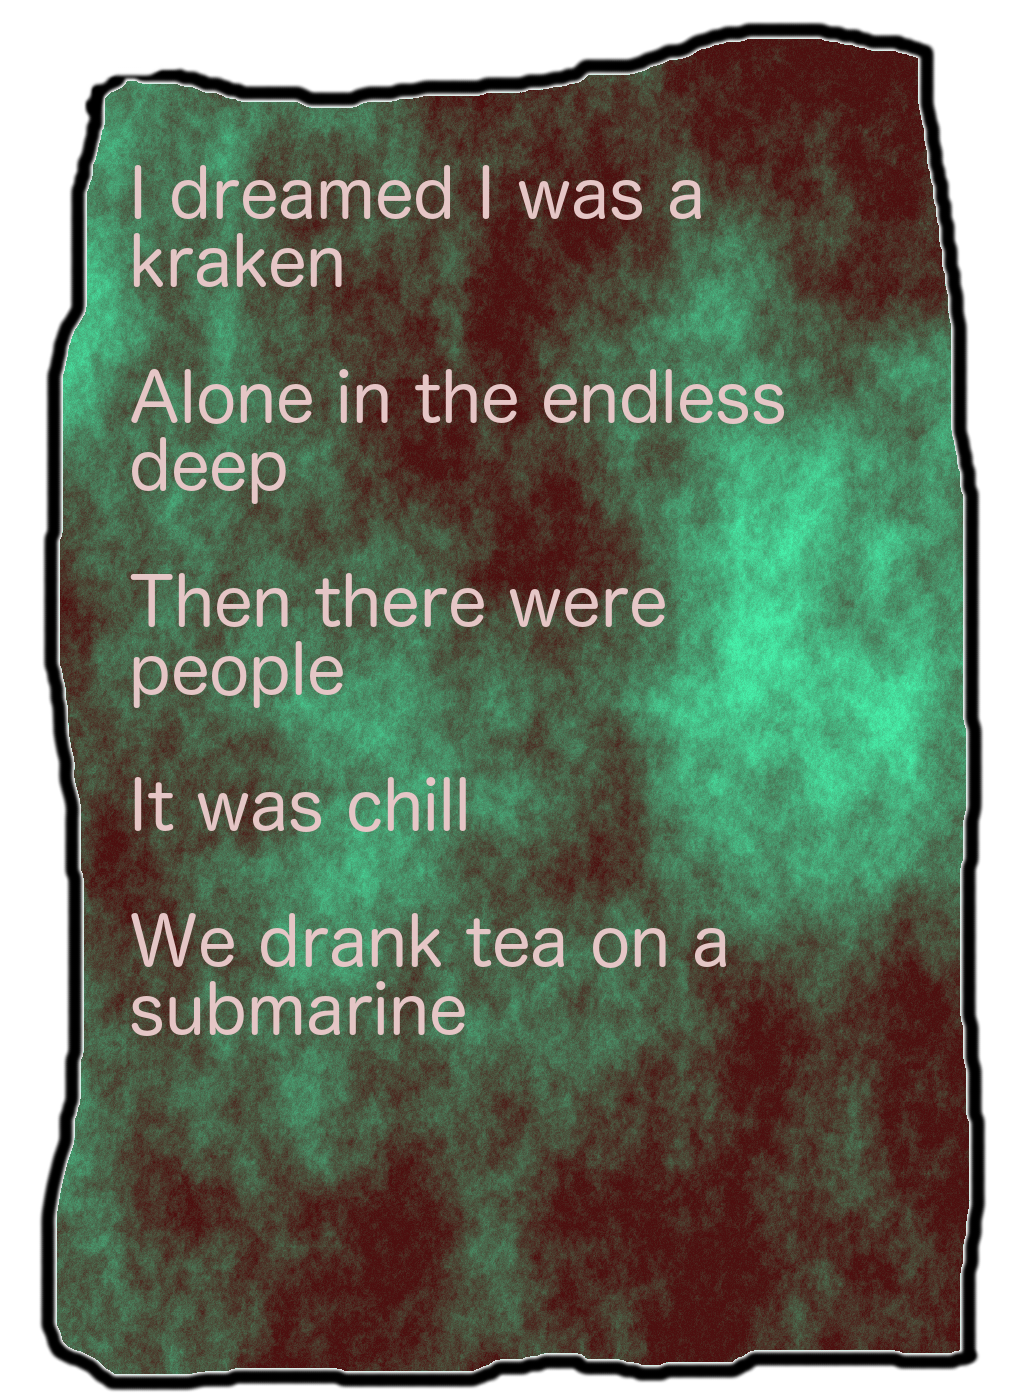 I dreamed I was a
kraken
Alone in the endless
deep
Then there were
people
It was chill
We drank tea on a
submarine